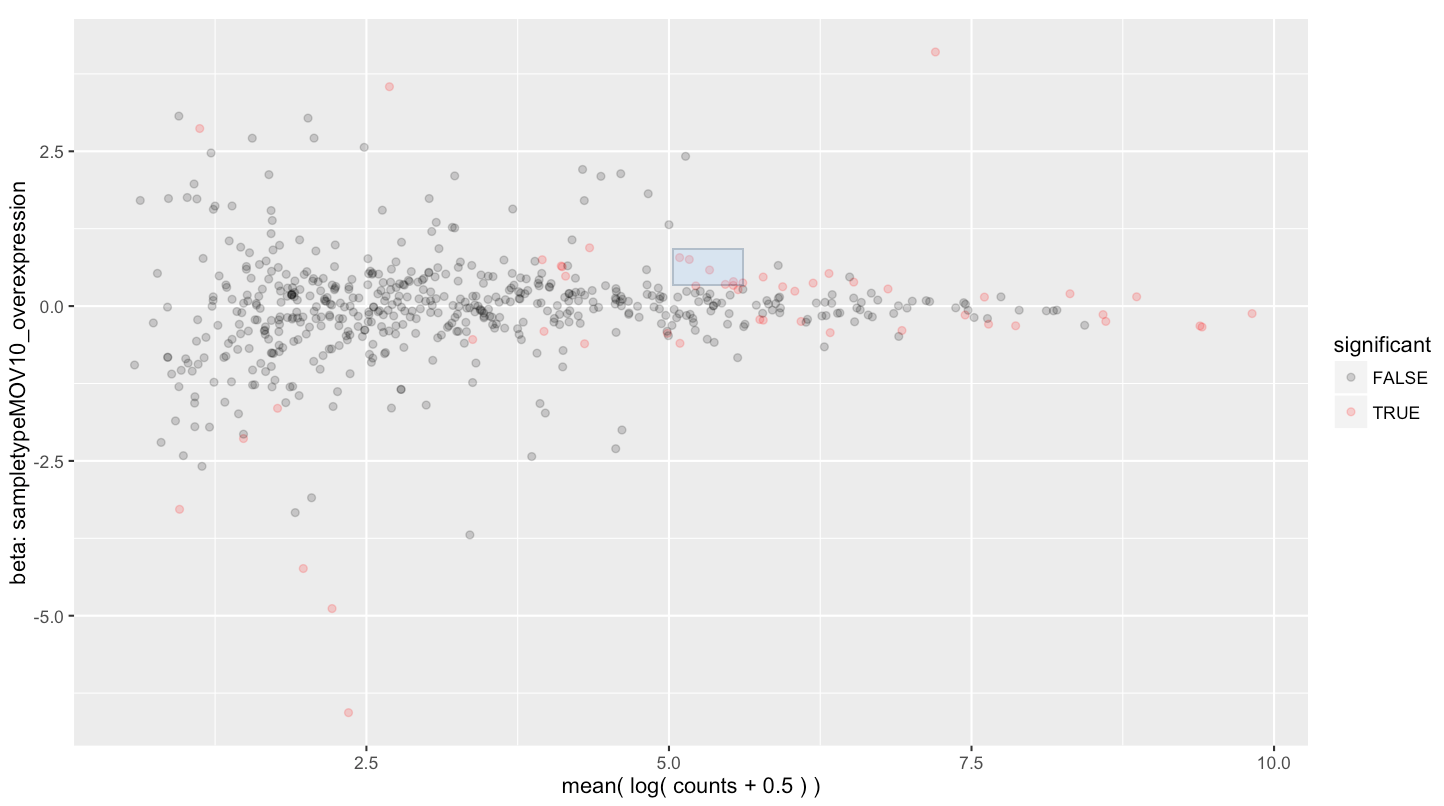 beta: sampletypeMOV10_overexpression
2.5
0.0
-2.5
-5.0
2.5
5.0
7.5
10.0
mean( log( counts + 0.5 ) )
significant
FALSE
TRUE